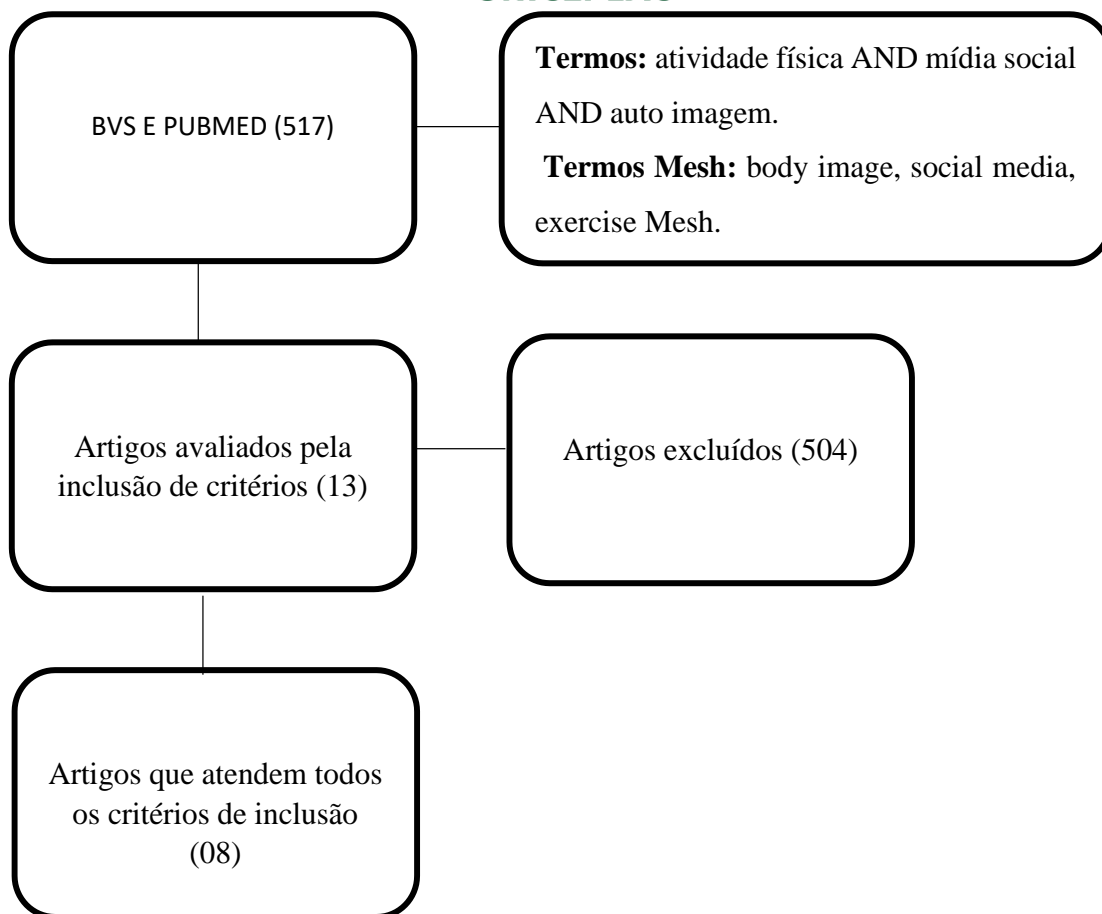 BVS E PUBMED (517)
Termos: atividade física AND mídia social
AND auto imagem.
Termos Mesh: body image, social media,
exercise Mesh.
Artigos avaliados pela
inclusão de critérios (13)
Artigos excluídos (504)
Artigos que atendem todos
os critérios de inclusão
(08)